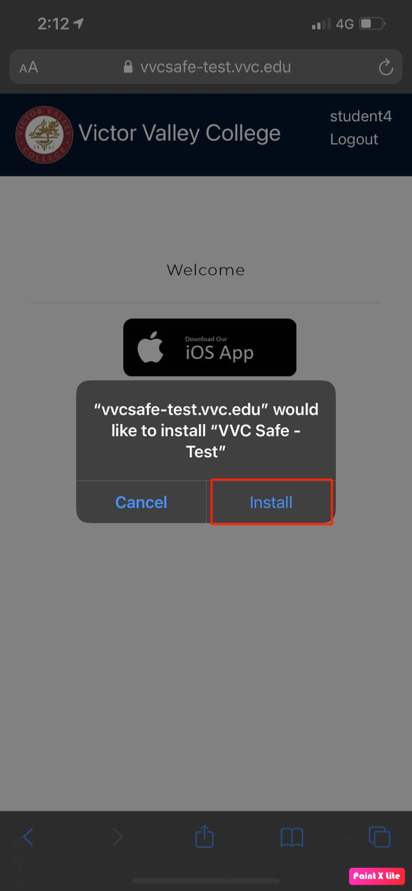 2:12 4G
AA vvcsafe-test.vvc.edu
Victor Valley College
student4
Logout
Welcome
Download Our
iOS App
“vvcsafe-test.vvc.edu” would
like to install “VVC Safe -
Test”
Cancel Install
Paint X Lite